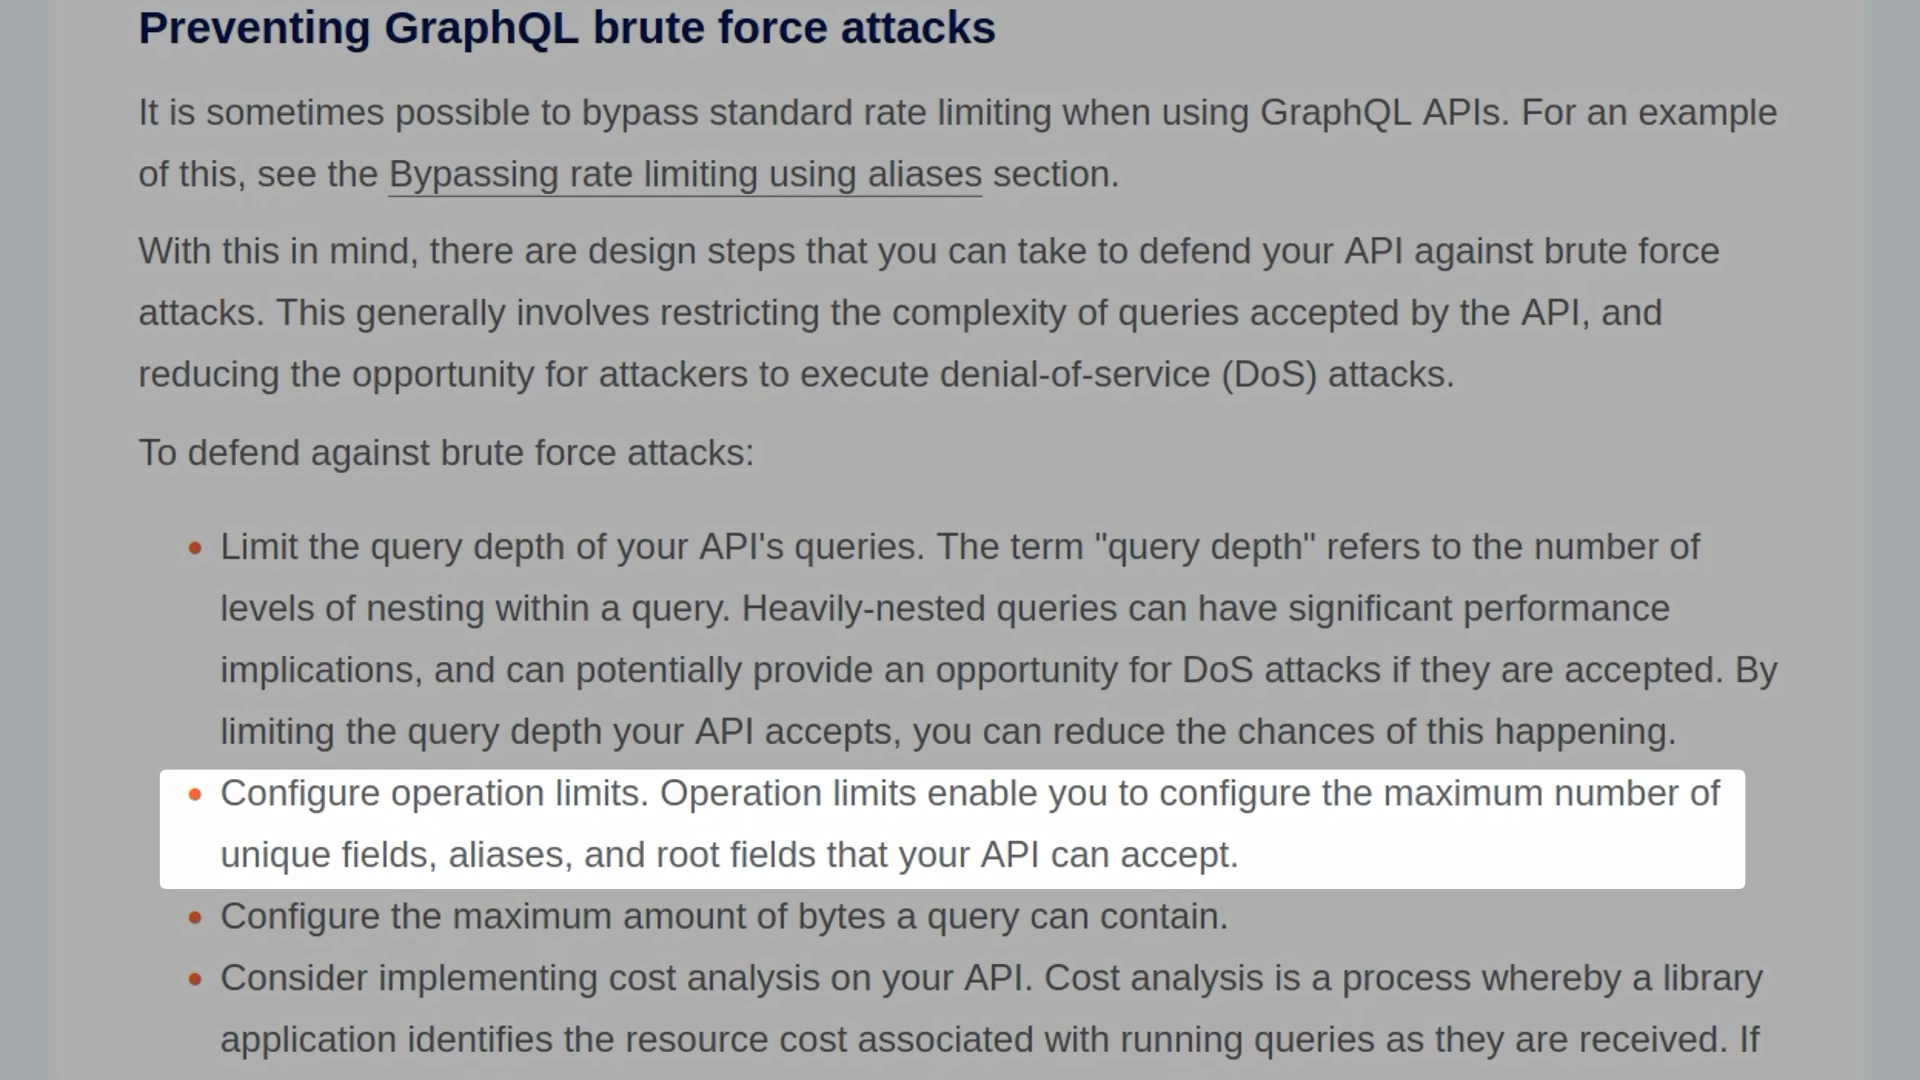 Preventing GraphQL brute force attacks
It is sometimes possible to bypass standard rate limiting when using GraphQL APIs. For an example
of this, see the Bypassing rate limiting using aliases section.
With this in mind, there are design steps that you can take to defend your API against brute force
attacks. This generally involves restricting the complexity of queries accepted by the API, and
reducing the opportunity for attackers to execute denial-of-service (DoS) attacks.
To defend against brute force attacks:
• Limit the query depth of your API's queries. The term "query depth" refers to the number of
levels of nesting within a query. Heavily-nested queries can have significant performance
implications, and can potentially provide an opportunity for DoS attacks if they are accepted. By
limiting the query depth your API accepts, you can reduce the chances of this happening.
• Configure operation limits. Operation limits enable you to configure the maximum number of
unique fields, aliases, and root fields that your API can accept.
• Configure the maximum amount of bytes a query can contain.
• Consider implementing cost analysis on your API. Cost analysis is a process whereby a library
application identifies the resource cost associated with running queries as they are received. If